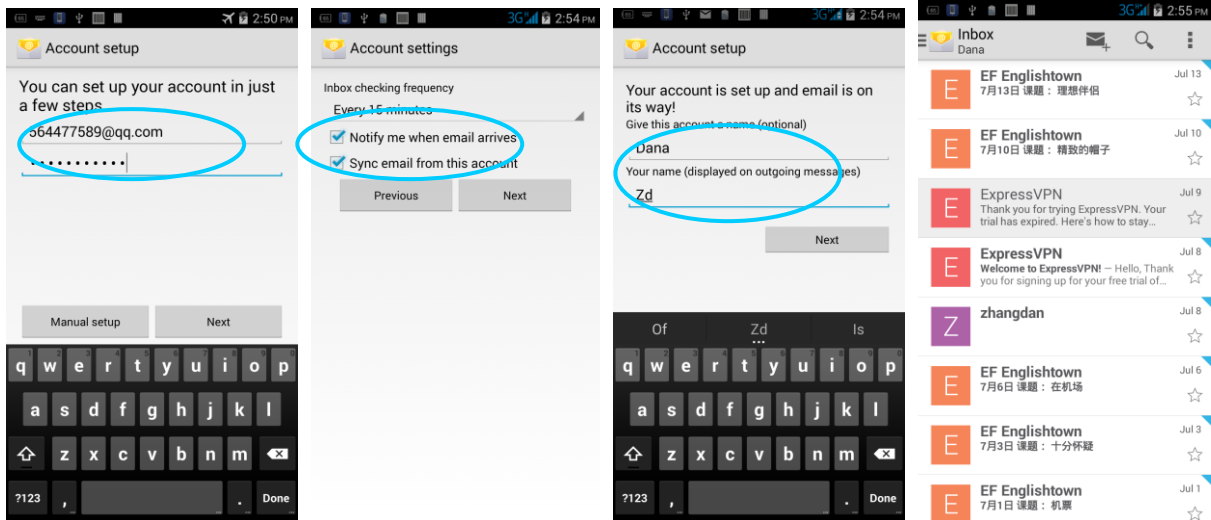 2:50 PM
Account setup
You can set up your account in just
a few steps
564477589@qq.com
Manual setup
Next
q w e r t y u i o p
a s d f g h j k l
z x c v b n m
?123 , . Done
3G 2:54 PM
Account settings
Inbox checking frequency
Every 15 minutes
Notify me when email arrives
Sync email from this account
Previous
Next
3G 2:54 PM
Account setup
Your account is set up and email is on
its way!
Give this account a name (optional)
Dana
Your name (displayed on outgoing messages)
Zd
Next
Of Zd Is
q w e r t y u i o p
a s d f g h j k l
z x c v b n m
?123 , . Done
3G 2:55 PM
Inbox
Dana
E
EF Englishtown
Jul 13
7月13日 课题： 理想伴侣
E
EF Englishtown
Jul 10
7月10日 课题： 精致的帽子
E
ExpressVPN
Jul 9
Thank you for trying ExpressVPN. Your
trial has expired. Here's how to stay...
E
ExpressVPN
Jul 8
Welcome to ExpressVPN! – Hello, Thank
you for signing up for your free trial of...
Z
zhangdan
Jul 8
E
EF Englishtown
Jul 6
7月6日 课题： 在机场
E
EF Englishtown
Jul 3
7月3日 课题： 十分怀疑
E
EF Englishtown
Jul 1
7月1日 课题： 机票